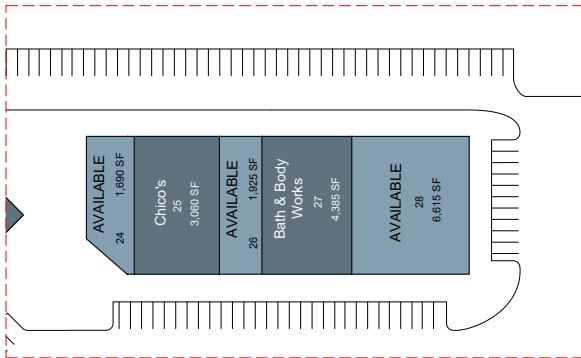 AVAILABLE
24 1,690 SF
Chico's
25
3,060 SF
AVAILABLE
26 1,925 SF
Bath & Body
Works
27
4,385 SF
AVAILABLE
28
6,615 SF